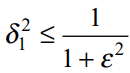 δ₁² ≤ 1 / (1 + ε²)